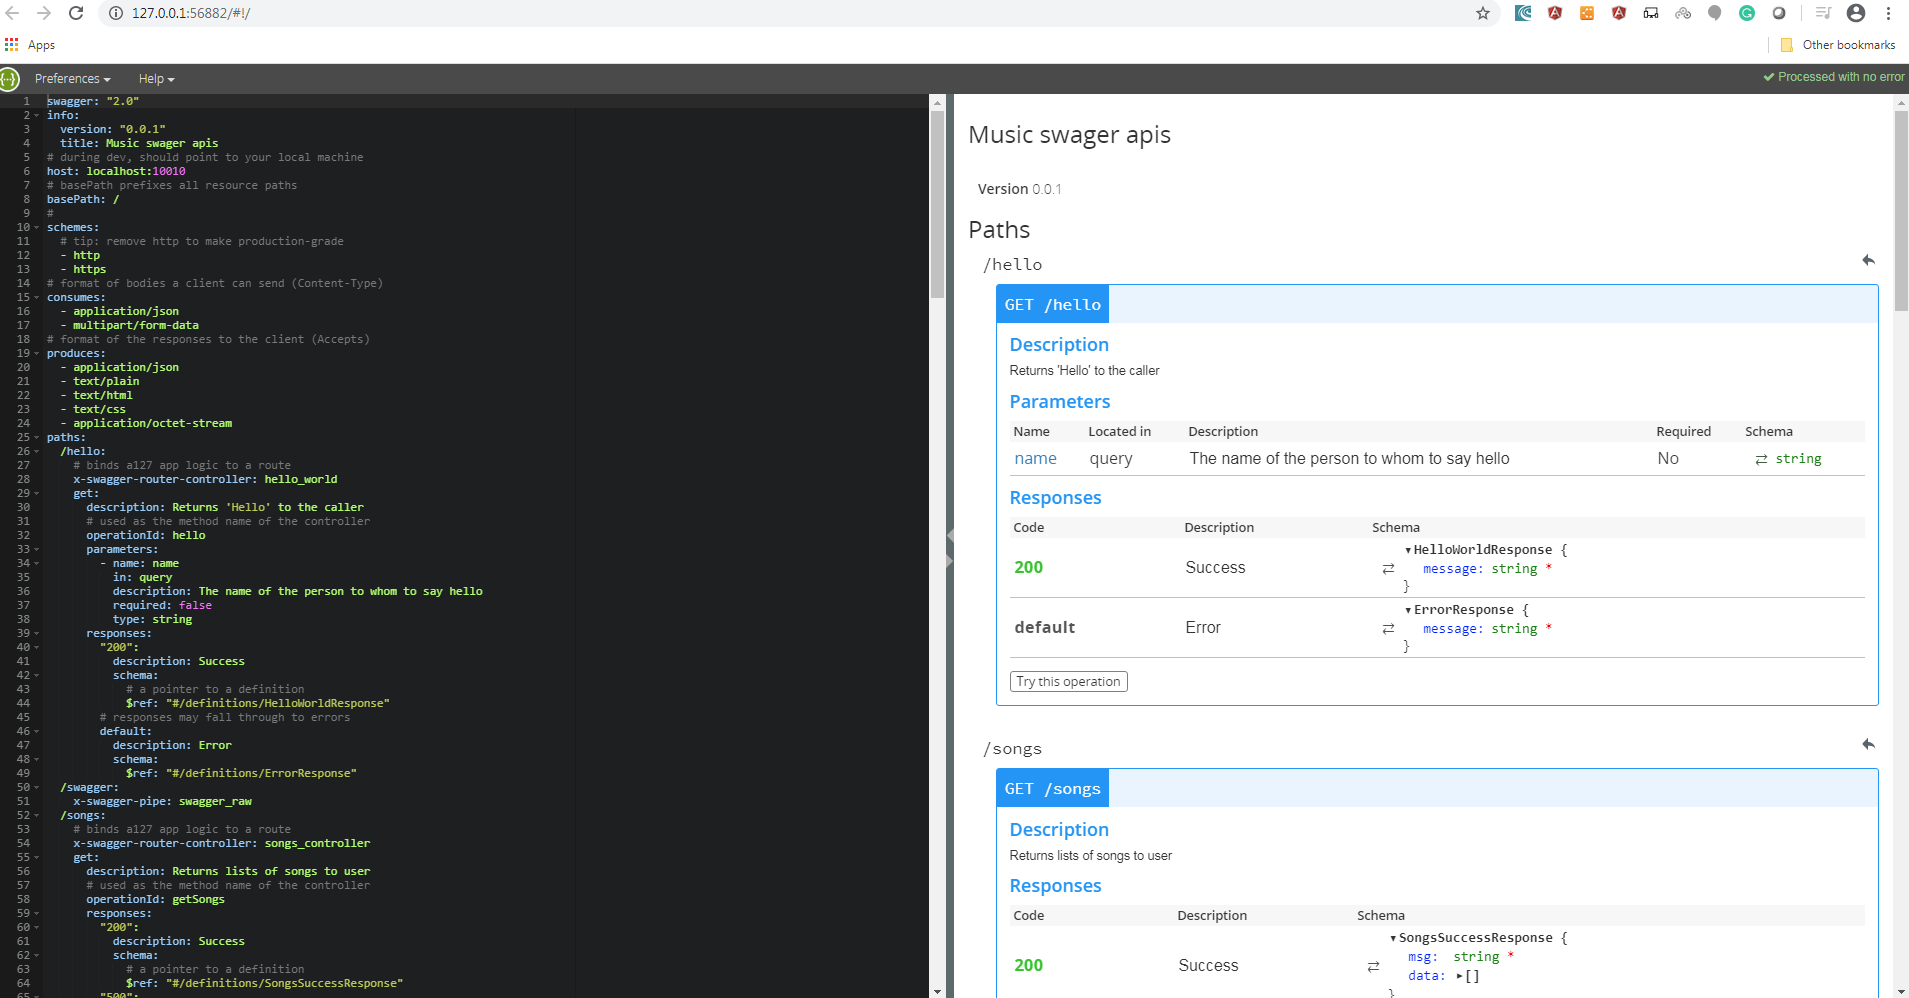 127.0.0.1:56882/#!/
Apps
Other bookmarks
Preferences
Help
Processed with no error
1 swagger: "2.0"
2 info:
3 version: "0.0.1"
4 title: Music swager apis
5 # during dev, should point to your local machine
6 host: localhost:10010
7 # basePath prefixes all resource paths
8 basePath: /
9 #
10 schemes:
11 # tip: remove http to make production-grade
12 - http
13 - https
14 # format of bodies a client can send (Content-Type)
15 consumes:
16 - application/json
17 - multipart/form-data
18 # format of the responses to the client (Accepts)
19 produces:
20 - application/json
21 - text/plain
22 - text/html
23 - text/css
24 - application/octet-stream
25 paths:
26 /hello:
27 # binds a127 app logic to a route
28 x-swagger-router-controller: hello_world
29 get:
30 description: Returns 'Hello' to the caller
31 # used as the method name of the controller
32 operationId: hello
33 parameters:
34 - name: name
35 in: query
36 description: The name of the person to whom to say hello
37 required: false
38 type: string
39 responses:
40 "200":
41 description: Success
42 schema:
43 # a pointer to a definition
44 $ref: "#/definitions/HelloWorldResponse"
45 # responses may fall through to errors
46 default:
47 description: Error
48 schema:
49 $ref: "#/definitions/ErrorResponse"
50 /swagger:
51 x-swagger-pipe: swagger_raw
52 /songs:
53 # binds a127 app logic to a route
54 x-swagger-router-controller: songs_controller
55 get:
56 description: Returns lists of songs to user
57 # used as the method name of the controller
58 operationId: getSongs
59 responses:
60 "200":
61 description: Success
62 schema:
63 # a pointer to a definition
64 $ref: "#/definitions/SongsSuccessResponse"
65 "500":
Music swager apis
Version 0.0.1
Paths
/hello
GET /hello
Description
Returns 'Hello' to the caller
Parameters
Name Located in Description Required Schema
name query The name of the person to whom to say hello No ⇄ string
Responses
Code Description Schema
HelloWorldResponse {
200 Success ⇄ message: string *
}
ErrorResponse {
default Error ⇄ message: string *
}
Try this operation
/songs
GET /songs
Description
Returns lists of songs to user
Responses
Code Description Schema
SongsSuccessResponse {
msg: string *
200 Success ⇄
data: ▸[]
}